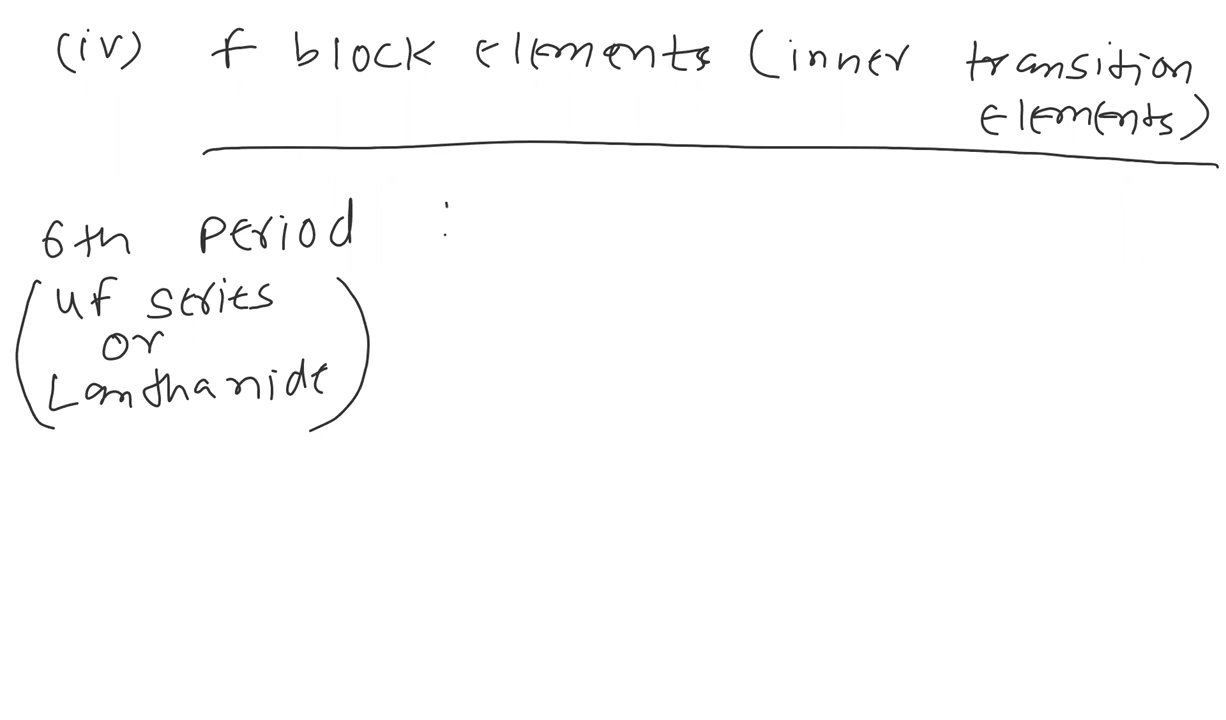 (iv) f block elements (inner transition
elements)
6th period :
(4f series
or
Lanthanide)